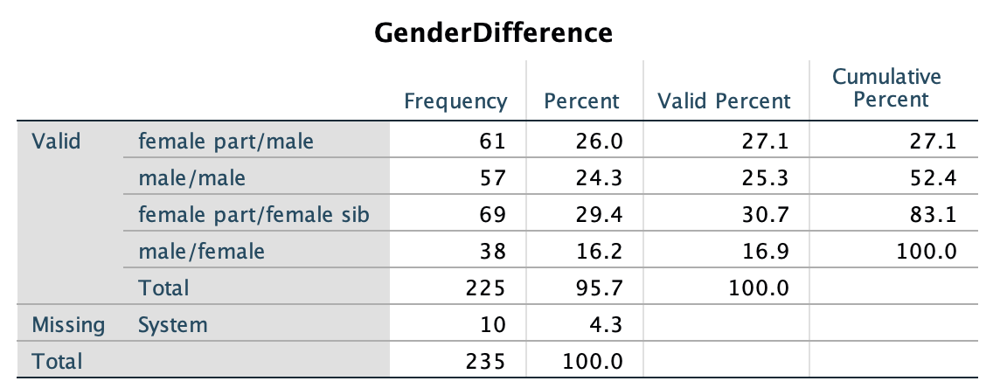 GenderDifference
Frequency Percent Valid Percent Cumulative Percent
Valid female part/male 61 26.0 27.1 27.1
male/male 57 24.3 25.3 52.4
female part/female sib 69 29.4 30.7 83.1
male/female 38 16.2 16.9 100.0
Total 225 95.7 100.0
Missing System 10 4.3
Total 235 100.0